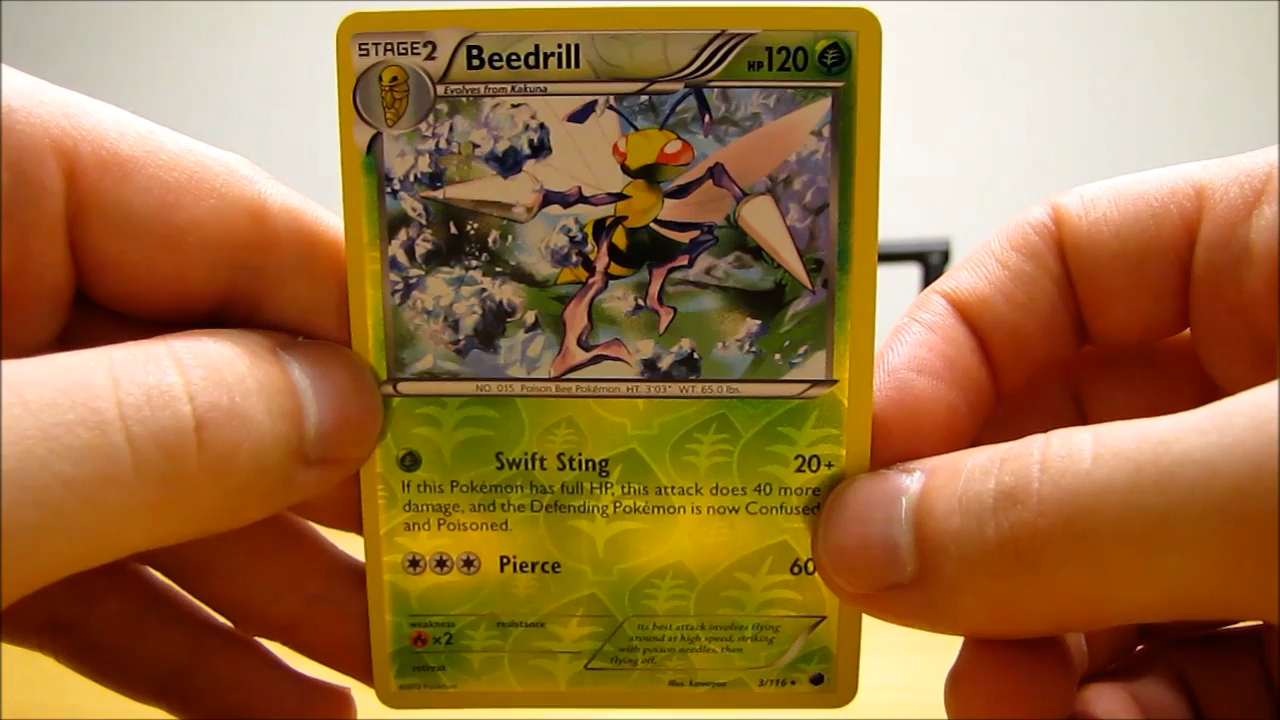 STAGE2
Beedrill
HP120
Evolves from Kakuna
NO. 015 Poison Bee Pokémon HT: 3'03" WT: 65.0 lbs.
Swift Sting 20+
If this Pokémon has full HP, this attack does 40 more
damage, and the Defending Pokémon is now Confused
and Poisoned.
Pierce 60
weakness resistance
×2
retreat
Its best attack involves flying
around at high speed, striking
with poison needles, then
flying off.
©2013 Pokémon
Illus. kawayoo
3/116 ★